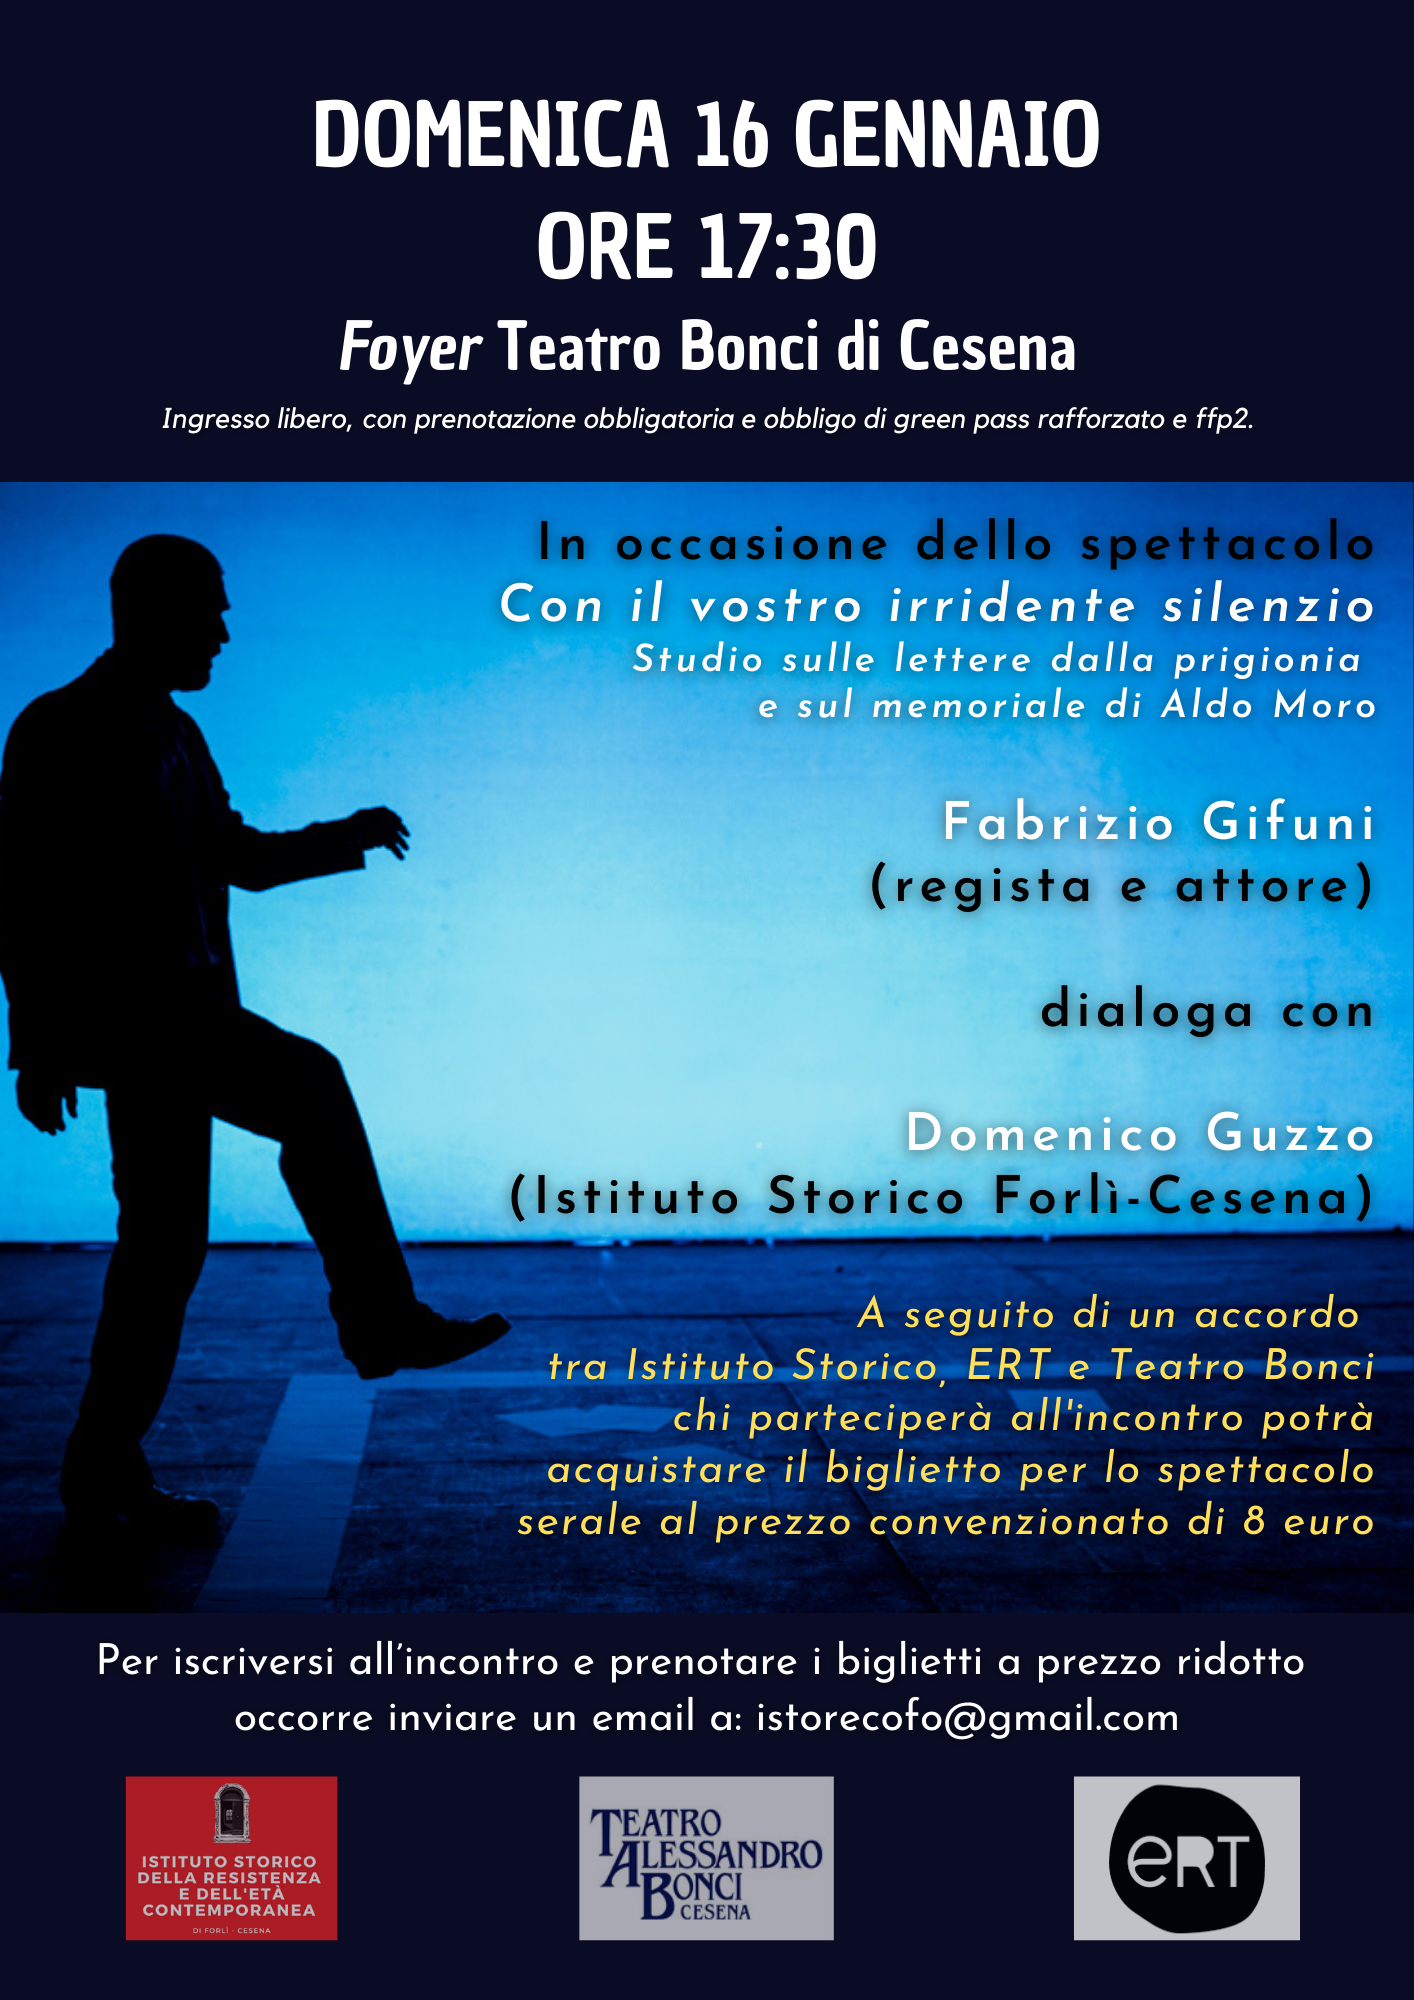 DOMENICA 16 GENNAIO
ORE 17:30
Foyer Teatro Bonci di Cesena
Ingresso libero, con prenotazione obbligatoria e obbligo di green pass rafforzato e ffp2.
In occasione dello spettacolo
Con il vostro irridente silenzio
Studio sulle lettere dalla prigionia
e sul memoriale di Aldo Moro
Fabrizio Gifuni
(regista e attore)
dialoga con
Domenico Guzzo
(Istituto Storico Forlì-Cesena)
A seguito di un accordo
tra Istituto Storico, ERT e Teatro Bonci
chi parteciperà all'incontro potrà
acquistare il biglietto per lo spettacolo
serale al prezzo convenzionato di 8 euro
Per iscriversi all’incontro e prenotare i biglietti a prezzo ridotto
occorre inviare un email a: istorecofo@gmail.com
ISTITUTO STORICO
DELLA RESISTENZA
E DELL'ETÀ
CONTEMPORANEA
DI FORLÌ - CESENA
TEATRO
ALESSANDRO
BONCI
CESENA
eRT